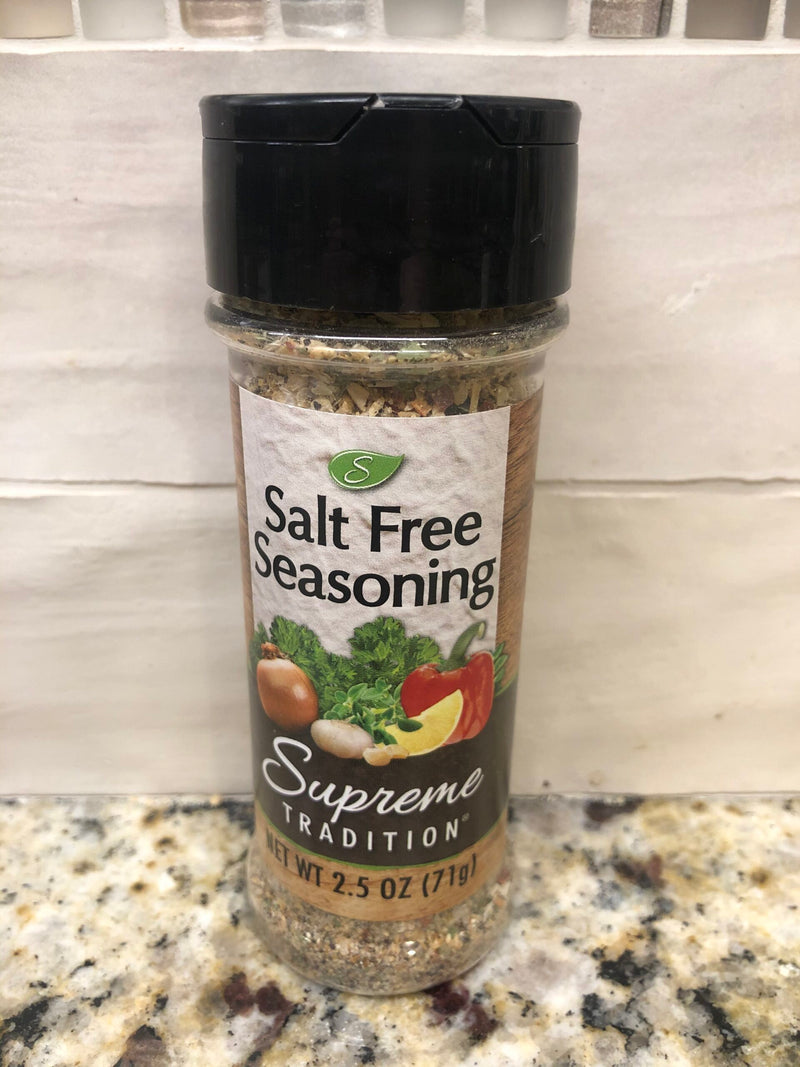 S
Salt Free
Seasoning
Supreme
TRADITION®
NET WT 2.5 OZ (71g)